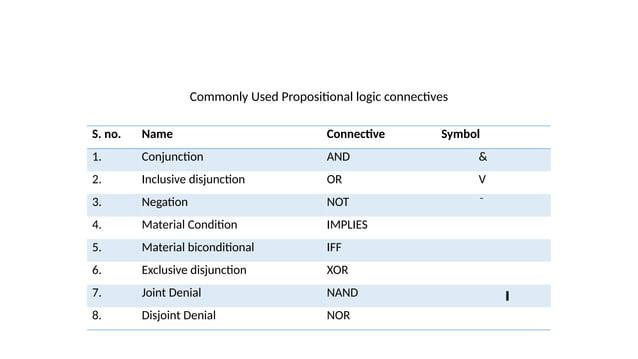 Commonly Used Propositional logic connectives
S. no. Name Connective Symbol
1. Conjunction AND &
2. Inclusive disjunction OR V
3. Negation NOT -
4. Material Condition IMPLIES
5. Material biconditional IFF
6. Exclusive disjunction XOR
7. Joint Denial NAND I
8. Disjoint Denial NOR